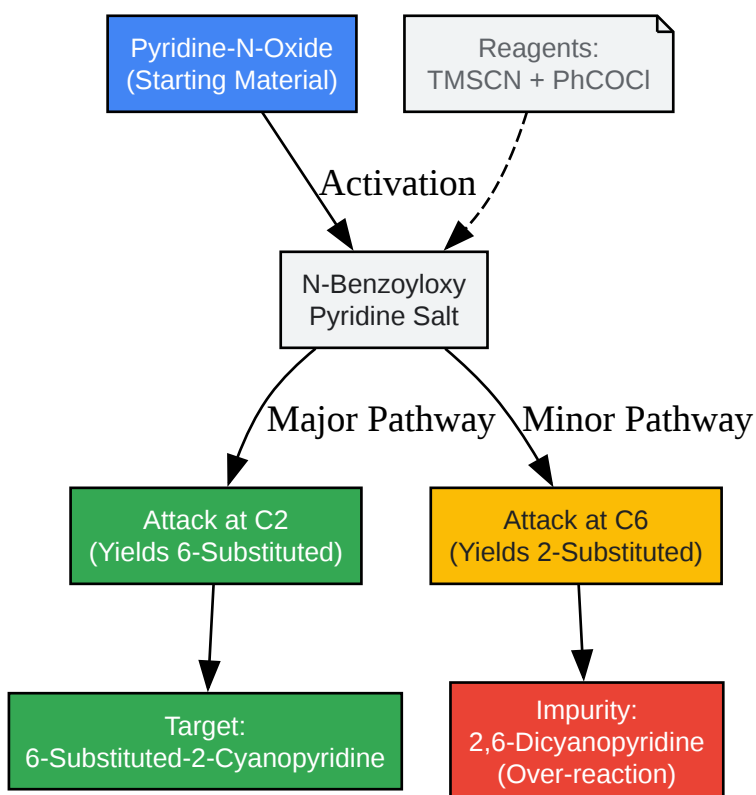 Pyridine-N-Oxide
(Starting Material)
Reagents:
TMSCN + PhCOCl
Activation
N-Benzoyloxy
Pyridine Salt
Major Pathway
Minor Pathway
Attack at C2
(Yields 6-Substituted)
Attack at C6
(Yields 2-Substituted)
Target:
6-Substituted-2-Cyanopyridine
Impurity:
2,6-Dicyanopyridine
(Over-reaction)